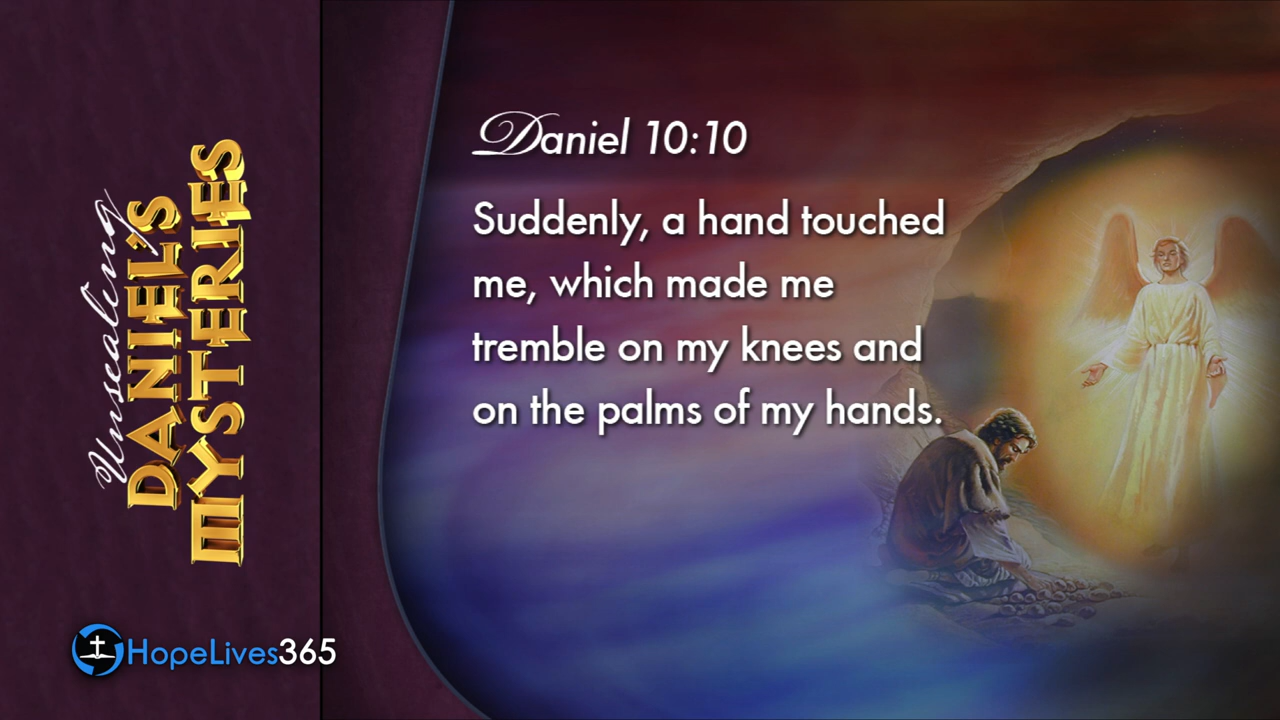 Unsealing
DANIEL'S
MYSTERIES
HopeLives365
Daniel 10:10
Suddenly, a hand touched
me, which made me
tremble on my knees and
on the palms of my hands.